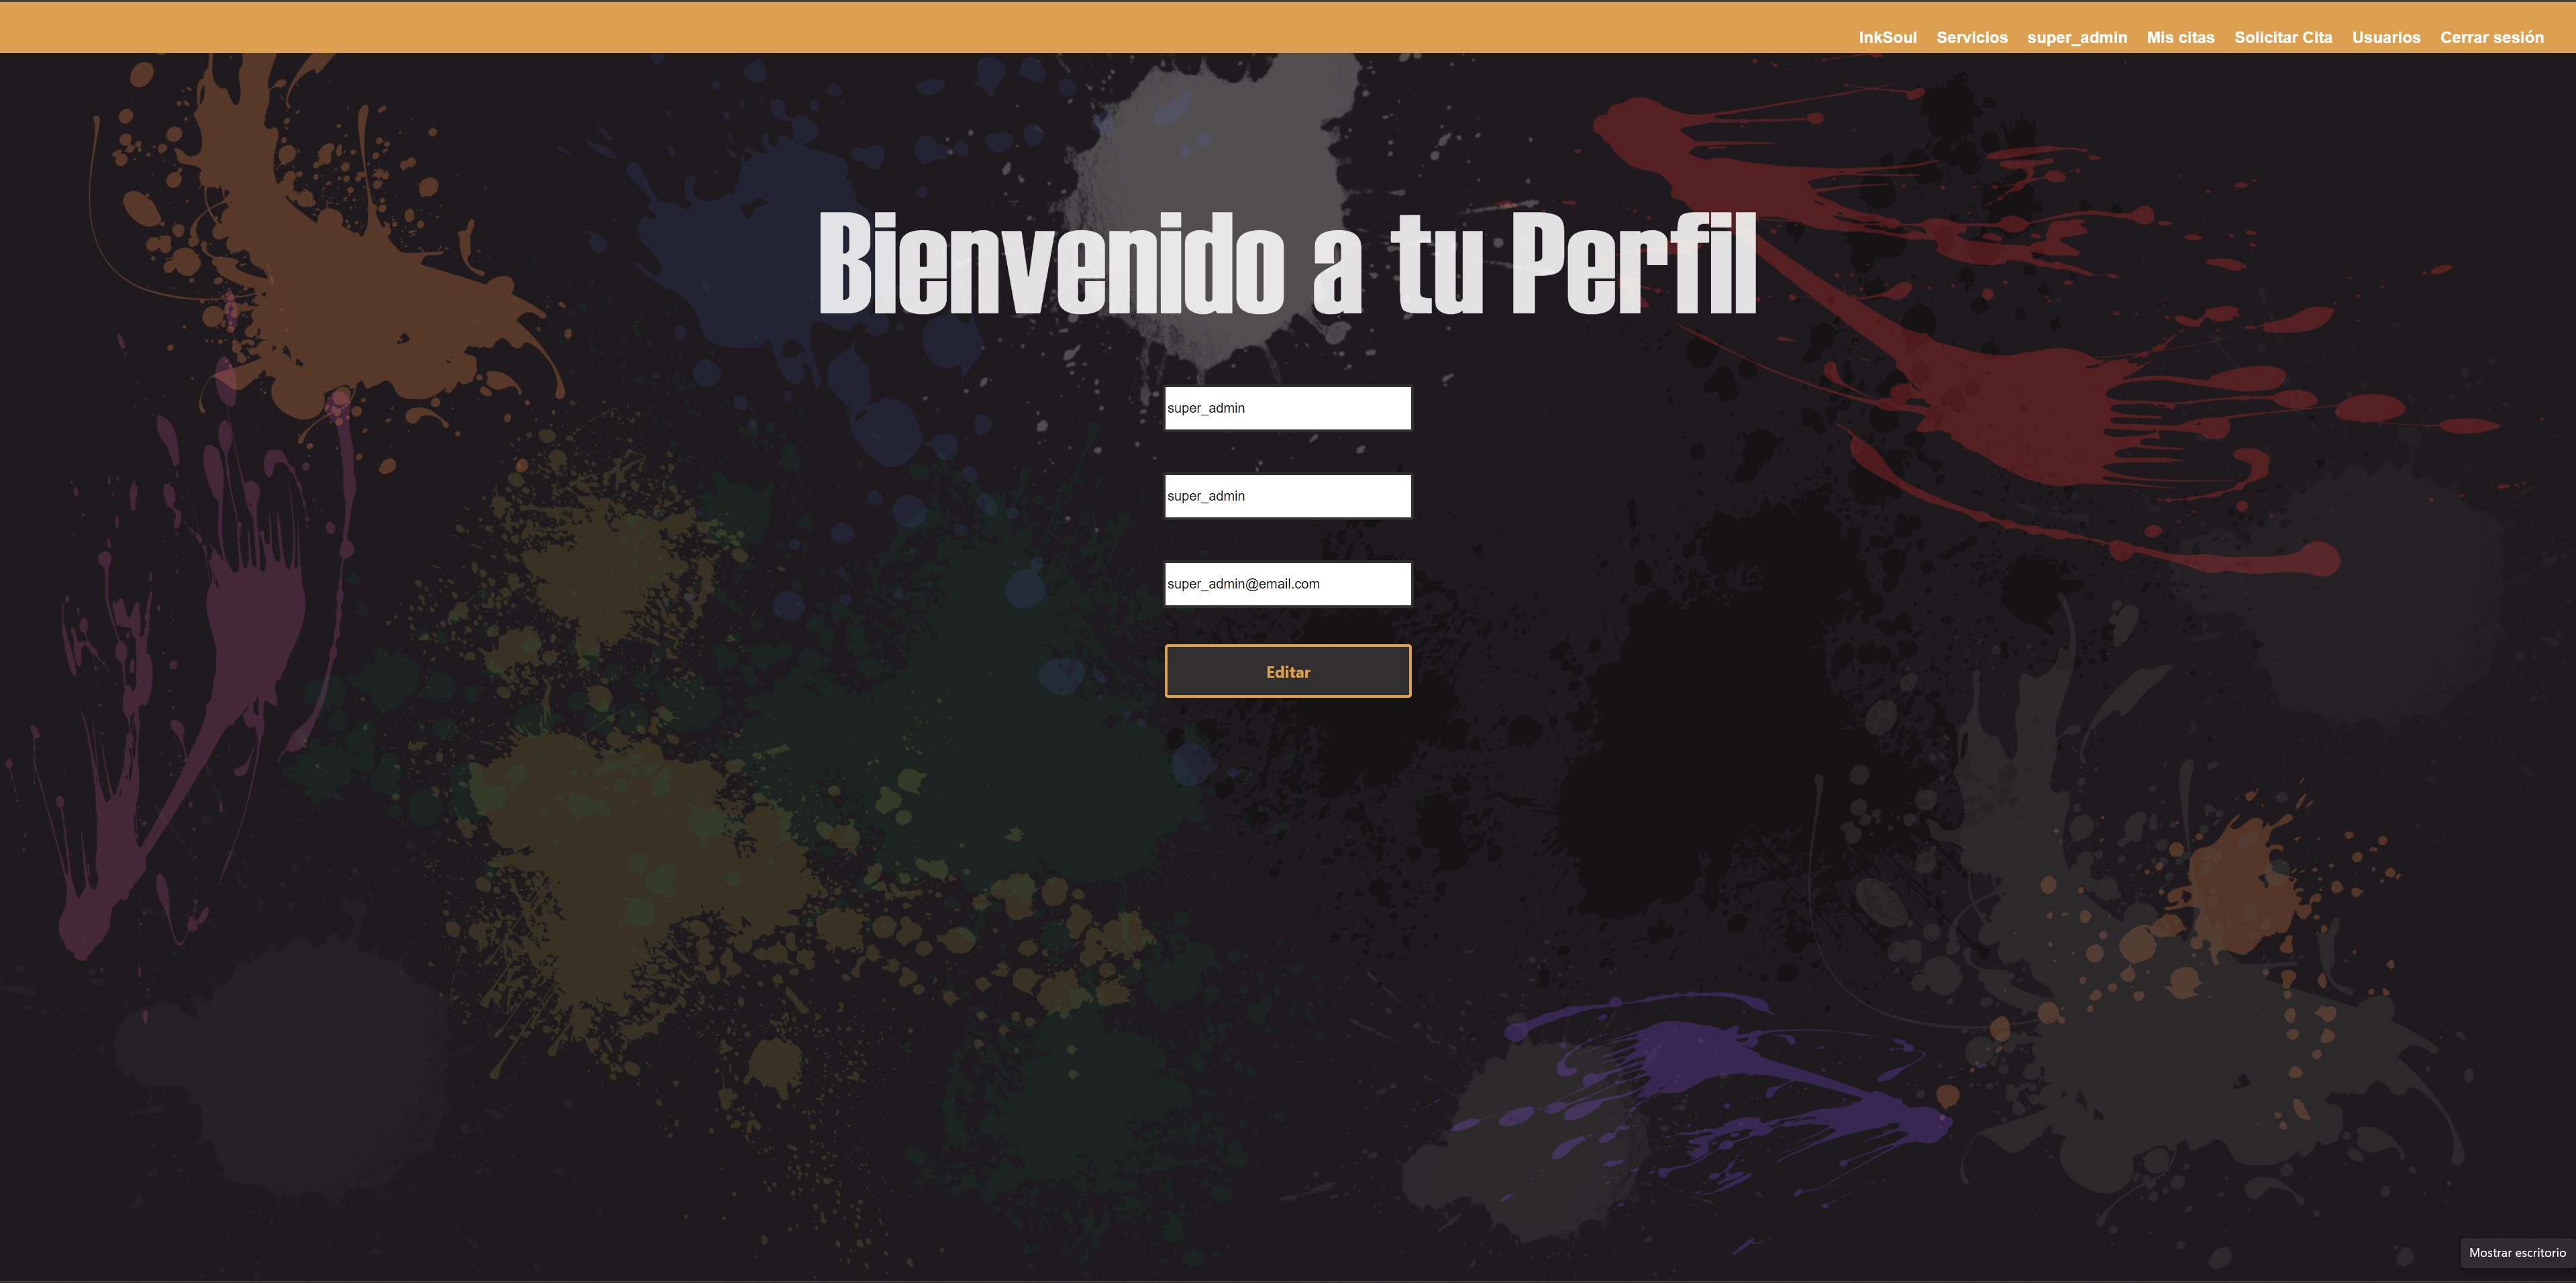 InkSoul Servicios super_admin Mis citas Solicitar Cita Usuarios Cerrar sesión
Bienvenido a tu Perfil
super_admin
super_admin
super_admin@email.com
Editar
Mostrar escritorio